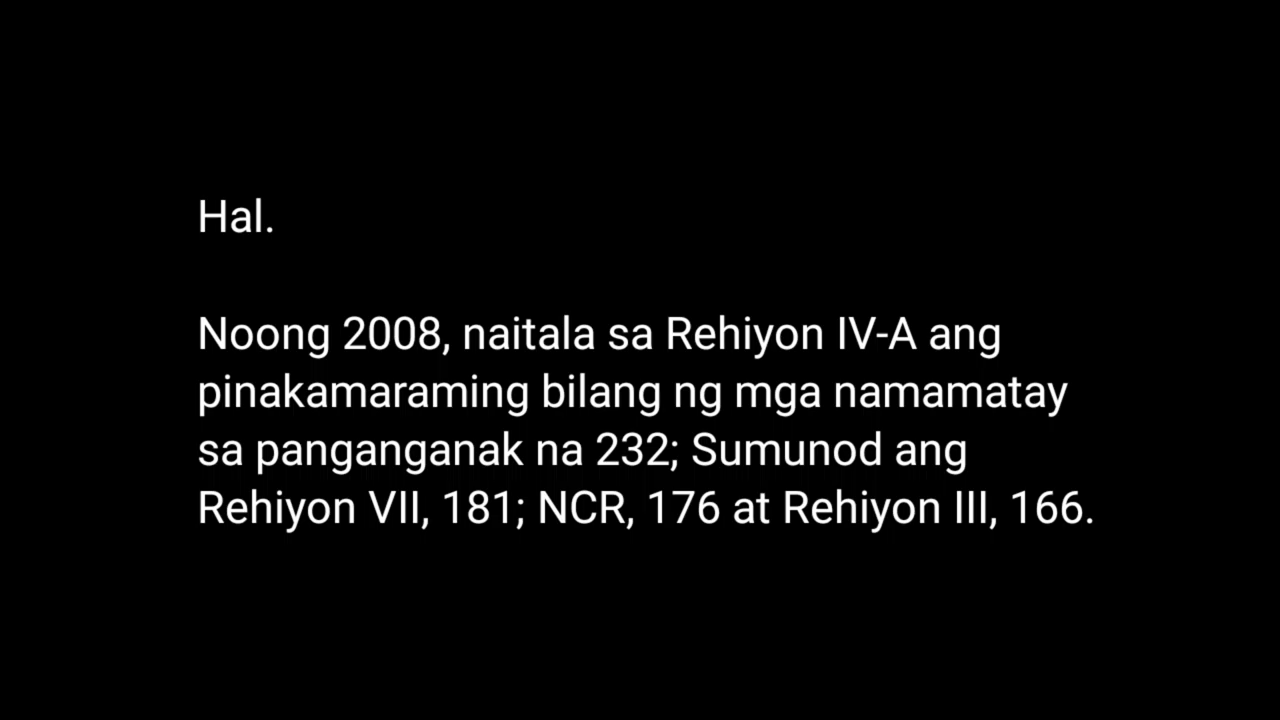 Hal.
Noong 2008, naitala sa Rehiyon IV-A ang
pinakamaraming bilang ng mga namamatay
sa panganganak na 232; Sumunod ang
Rehiyon VII, 181; NCR, 176 at Rehiyon III, 166.